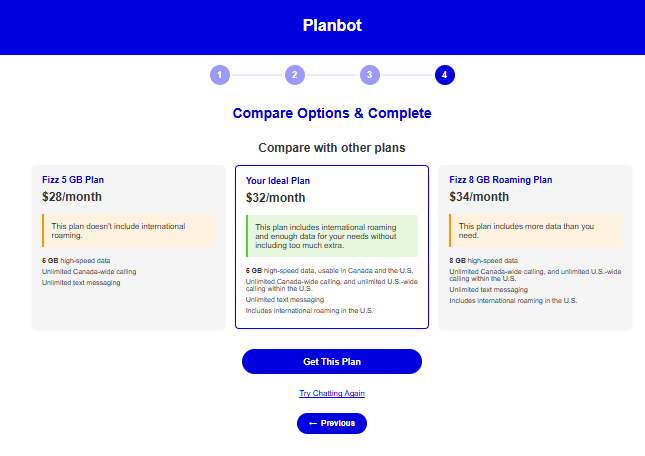 Planbot
1
2
3
4
Compare Options & Complete
Compare with other plans
Fizz 5 GB Plan
$28/month
This plan doesn't include international
roaming.
5 GB high-speed data
Unlimited Canada-wide calling
Unlimited text messaging
Your Ideal Plan
$32/month
This plan includes international roaming
and enough data for your needs without
including too much extra.
5 GB high-speed data, usable in Canada and the U.S.
Unlimited Canada-wide calling, and unlimited U.S.-wide
calling within the U.S.
Unlimited text messaging
Includes international roaming in the U.S.
Fizz 8 GB Roaming Plan
$34/month
This plan includes more data than you
need.
8 GB high-speed data
Unlimited Canada-wide calling, and unlimited U.S.-wide
calling within the U.S.
Unlimited text messaging
Includes international roaming in the U.S.
Get This Plan
Try Chatting Again
← Previous